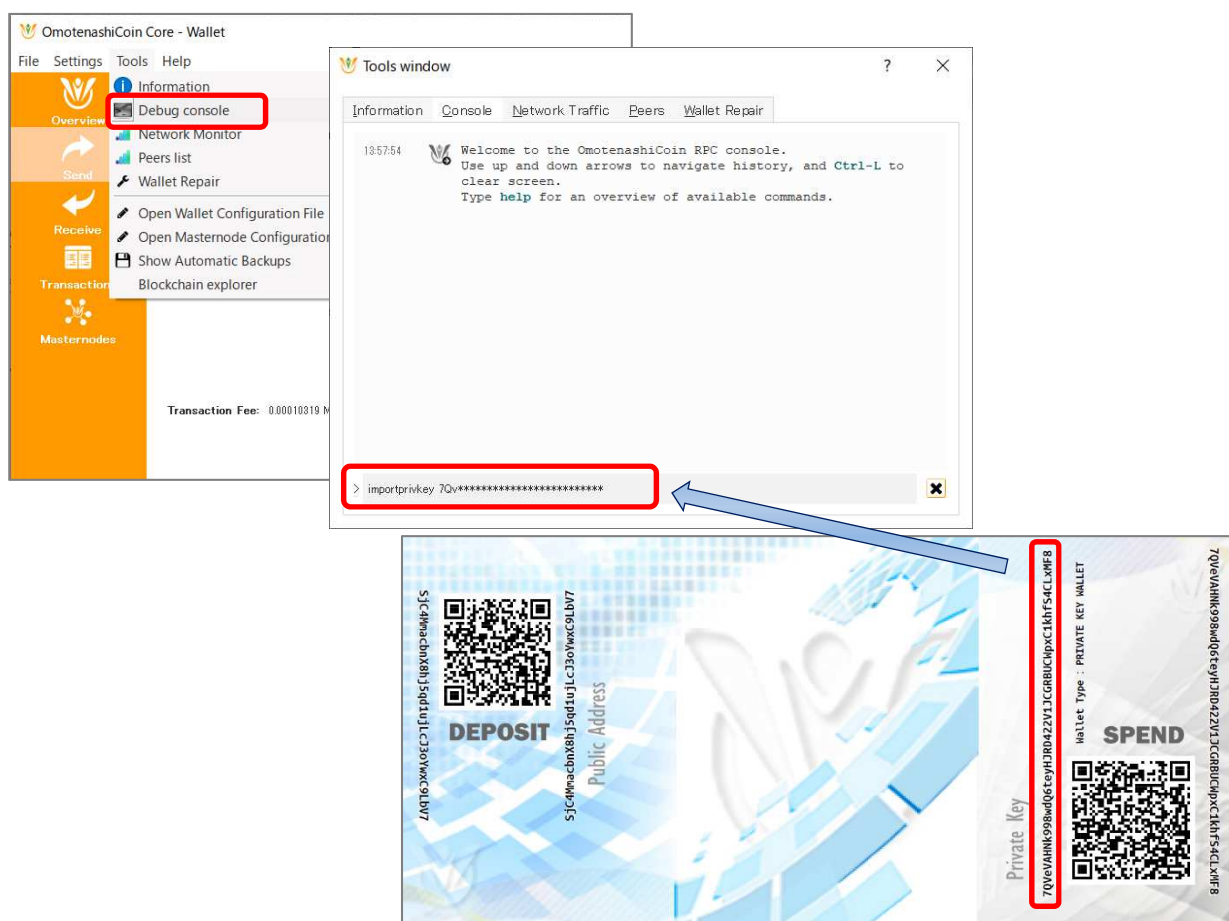 OmotenashiCoin Core - Wallet
File Settings Tools Help
Information
Debug console
Network Monitor
Peers list
Wallet Repair
Open Wallet Configuration File
Open Masternode Configuration
Show Automatic Backups
Blockchain explorer
Overview
Send
Receive
Transaction
Masternodes
Transaction Fee: 0.00010319 M
Tools window
? ×
Information Console Network Traffic Peers Wallet Repair
13:57:54
Welcome to the OmotenashiCoin RPC console.
Use up and down arrows to navigate history, and Ctrl-L to
clear screen.
Type help for an overview of available commands.
> importprivkey 7Qv*************************
SjC4MmacbnX8hj5qd1ujLcJ3oYwxC9LbV7
DEPOSIT
SjC4MmacbnX8hj5qd1ujLcJ3oYwxC9LbV7
Public Address
Private Key
7QVeVAHNk998wdQ6teyHJRD422V1JCGRBUCWpxC1khfS4CLxMF8
Wallet Type : PRIVATE KEY WALLET
SPEND
7QVeVAHNk998wdQ6teyHJRD422V1JCGRBUCWpxC1khfS4CLxMF8